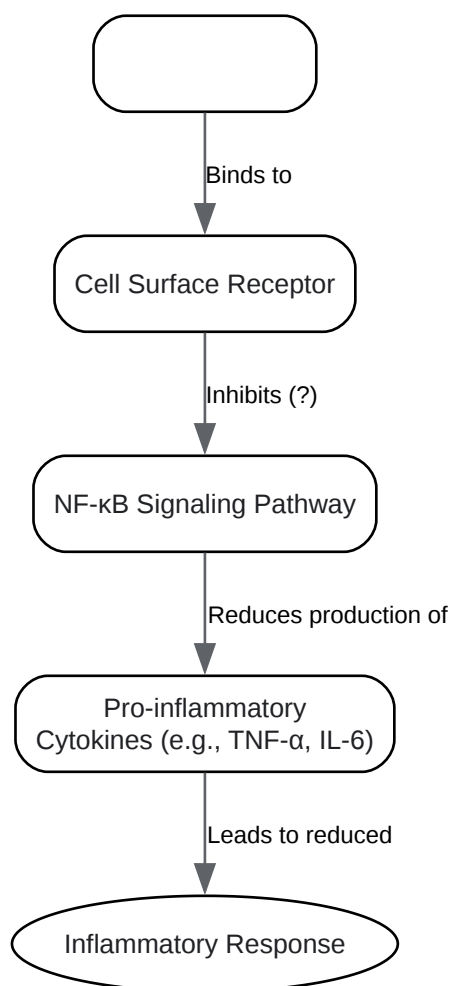 Binds to
Cell Surface Receptor
Inhibits (?)
NF-κB Signaling Pathway
Reduces production of
Pro-inflammatory
Cytokines (e.g., TNF-α, IL-6)
Leads to reduced
Inflammatory Response